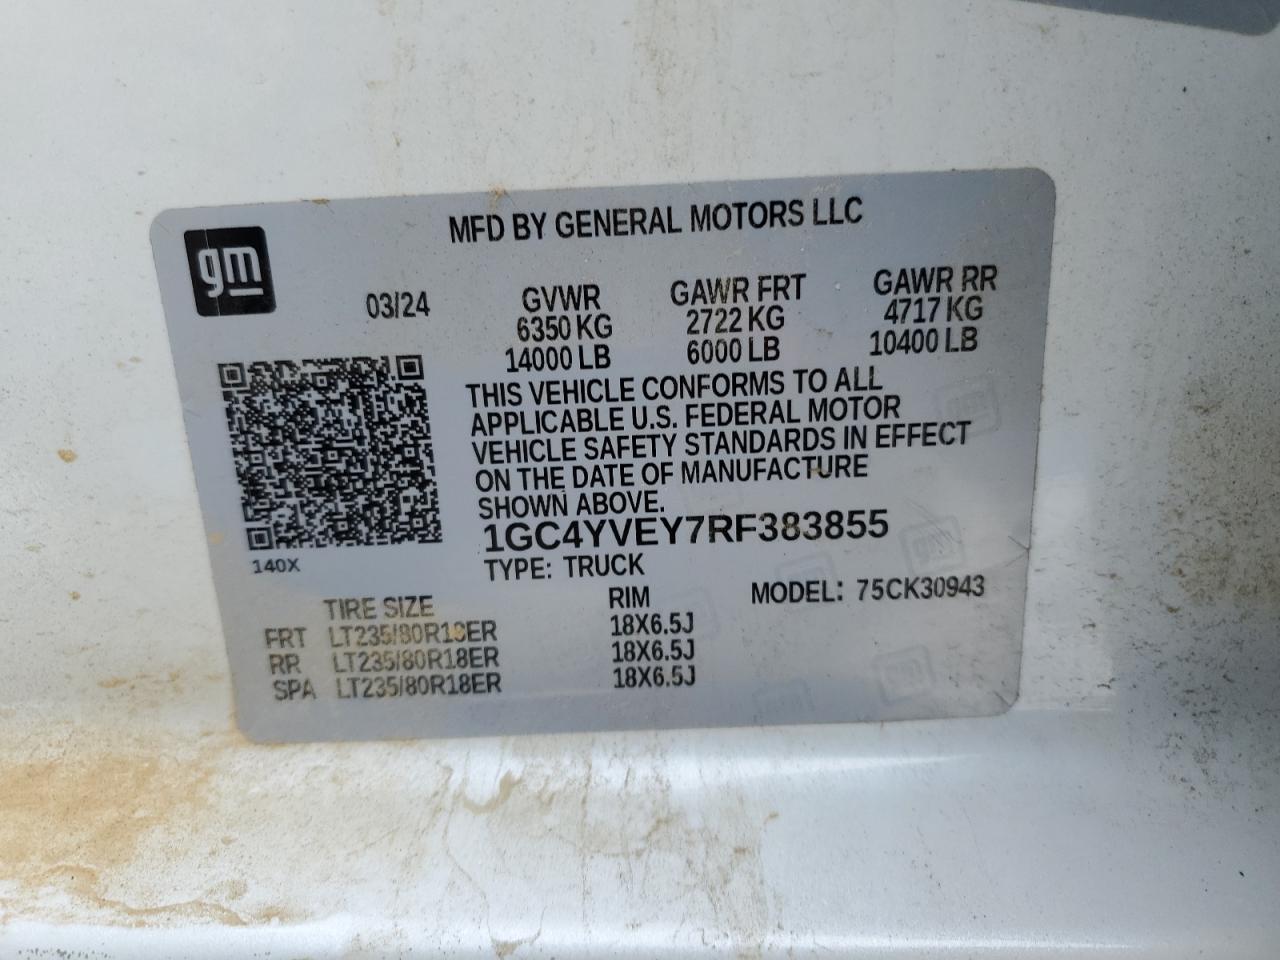 gm
MFD BY GENERAL MOTORS LLC
03/24
GVWR GAWR FRT GAWR RR
6350 KG 2722 KG 4717 KG
14000 LB 6000 LB 10400 LB
THIS VEHICLE CONFORMS TO ALL
APPLICABLE U.S. FEDERAL MOTOR
VEHICLE SAFETY STANDARDS IN EFFECT
ON THE DATE OF MANUFACTURE
SHOWN ABOVE.
1GC4YVEY7RF383855
140X
TYPE: TRUCK
MODEL: 75CK30943
TIRE SIZE RIM
FRT LT235/80R18ER 18X6.5J
RR LT235/80R18ER 18X6.5J
SPA LT235/80R18ER 18X6.5J